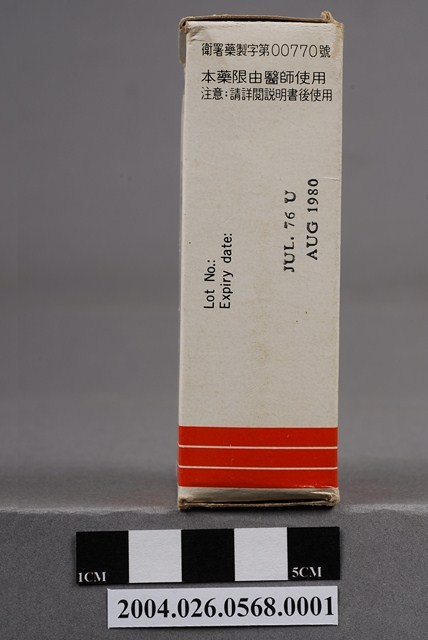 衛署藥製字第00770號
本藥限由醫師使用
注意：請詳閱說明書後使用
Lot No.:
Expiry date:
JUL. 76 U
AUG 1980
1CM
5CM
2004.026.0568.0001